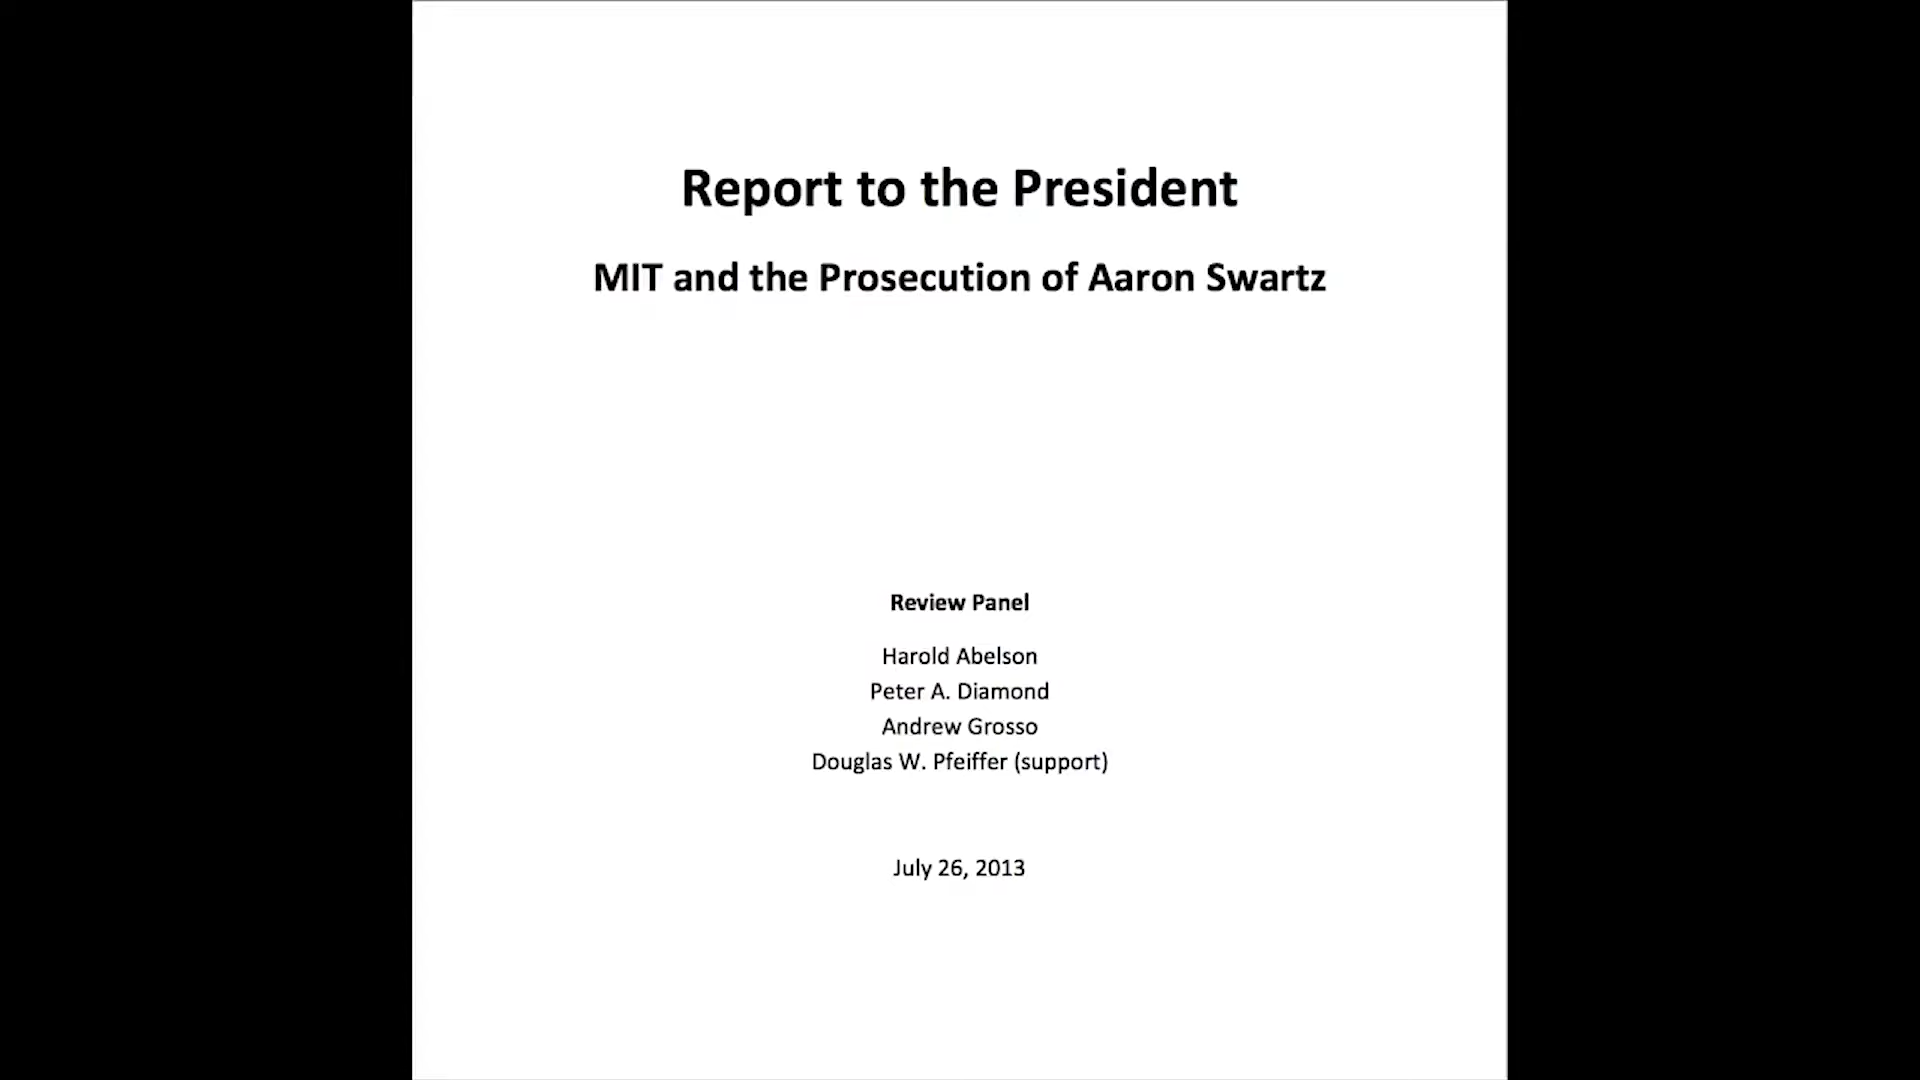 Report to the President
MIT and the Prosecution of Aaron Swartz
Review Panel
Harold Abelson
Peter A. Diamond
Andrew Grosso
Douglas W. Pfeiffer (support)
July 26, 2013